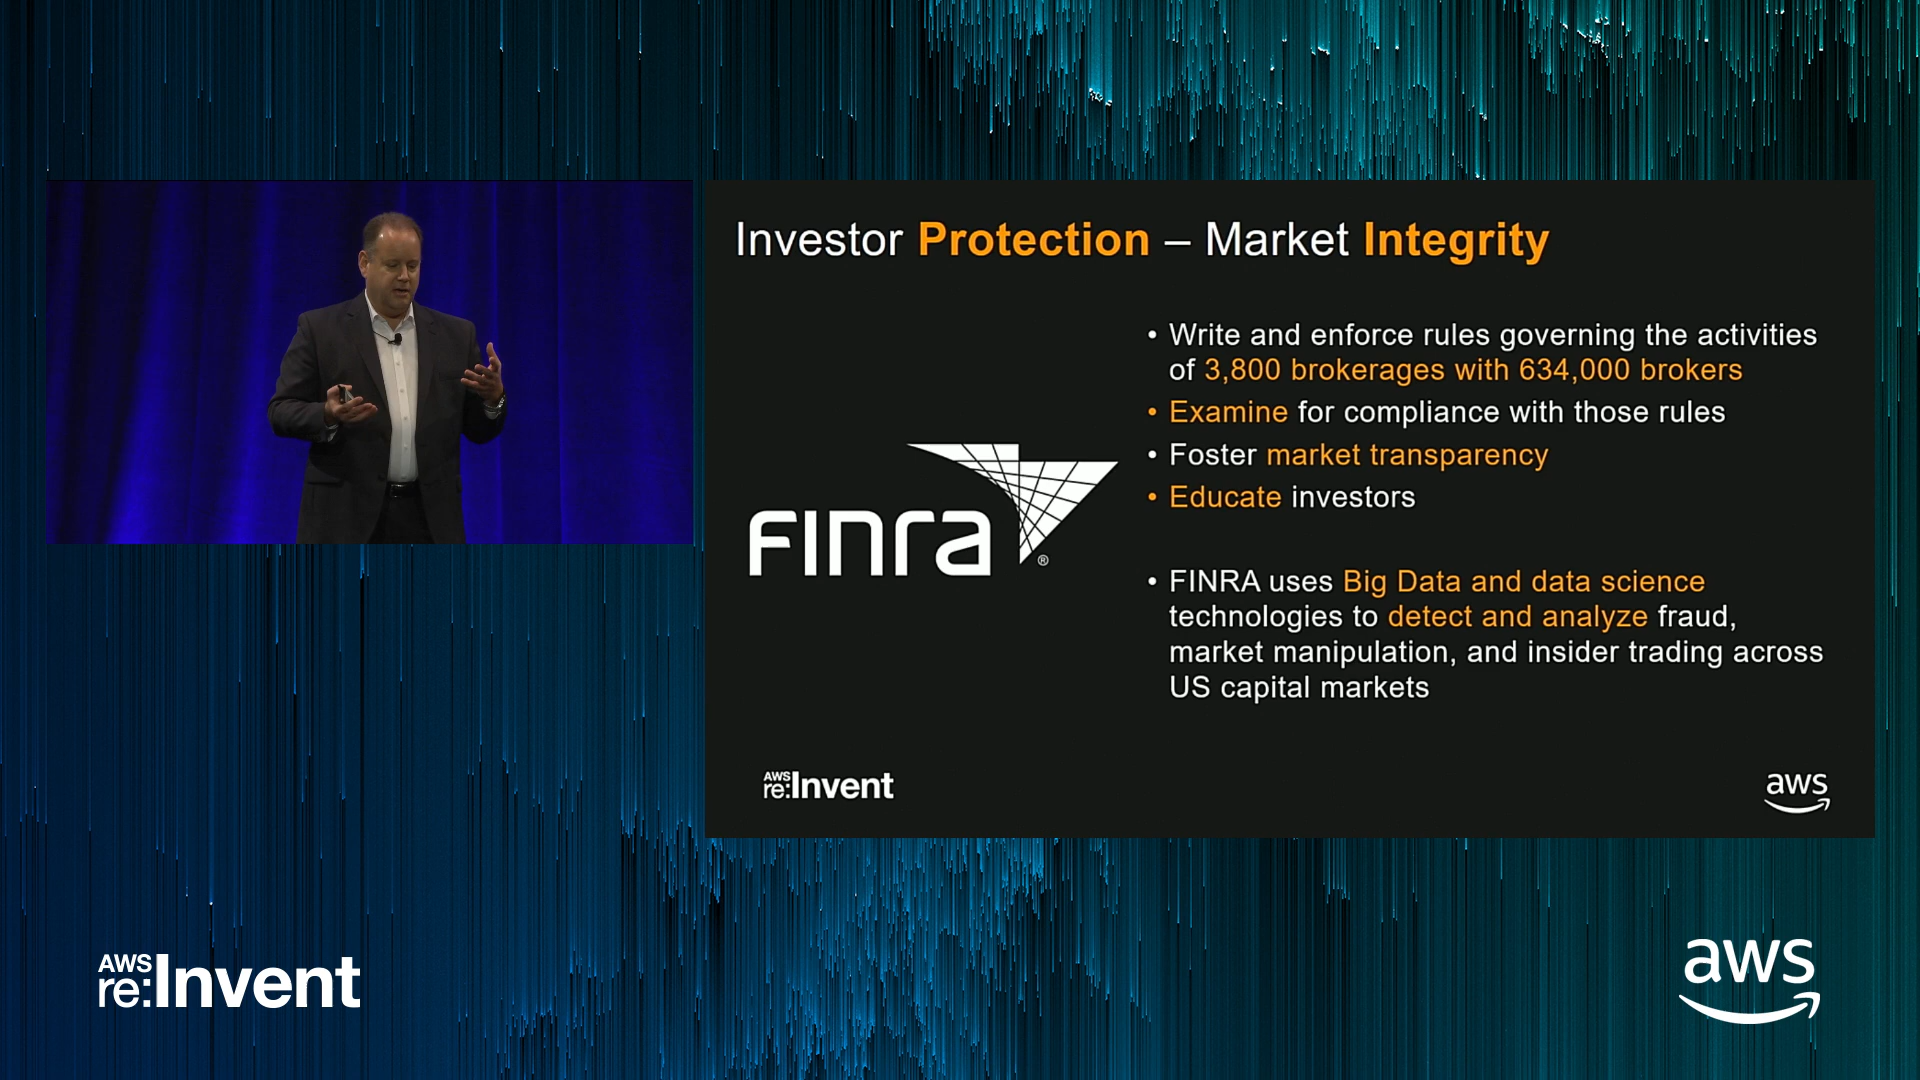 Investor Protection – Market Integrity
• Write and enforce rules governing the activities
of 3,800 brokerages with 634,000 brokers
• Examine for compliance with those rules
• Foster market transparency
• Educate investors
FINRA®
• FINRA uses Big Data and data science
technologies to detect and analyze fraud,
market manipulation, and insider trading across
US capital markets
AWS
re:Invent
aws
AWS
re:Invent
aws